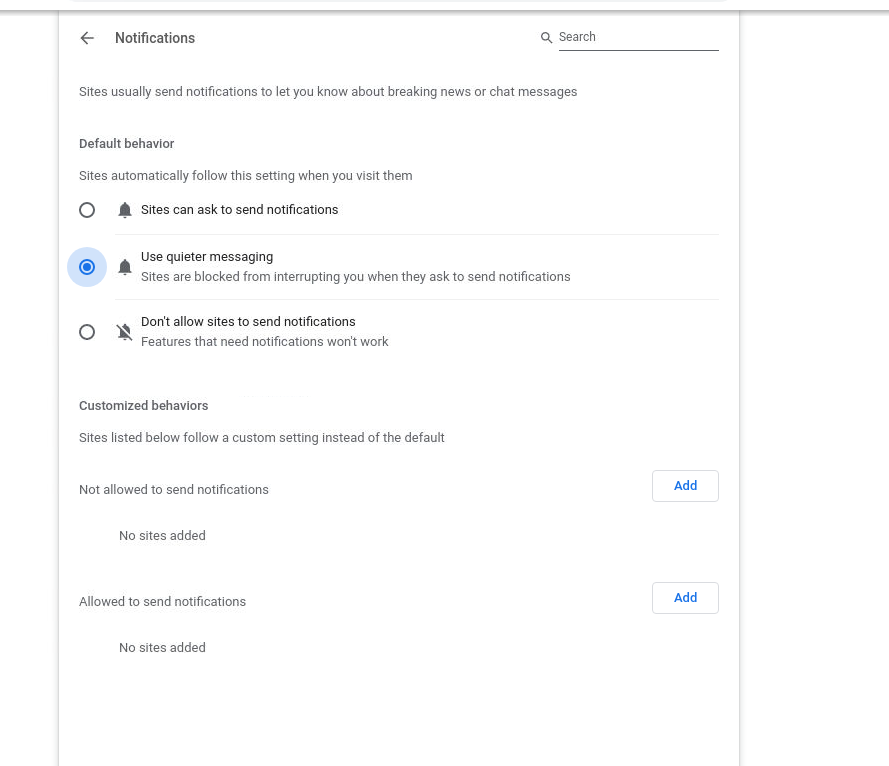 Notifications
Search
Sites usually send notifications to let you know about breaking news or chat messages
Default behavior
Sites automatically follow this setting when you visit them
Sites can ask to send notifications
Use quieter messaging
Sites are blocked from interrupting you when they ask to send notifications
Don't allow sites to send notifications
Features that need notifications won't work
Customized behaviors
Sites listed below follow a custom setting instead of the default
Not allowed to send notifications
Add
No sites added
Allowed to send notifications
Add
No sites added